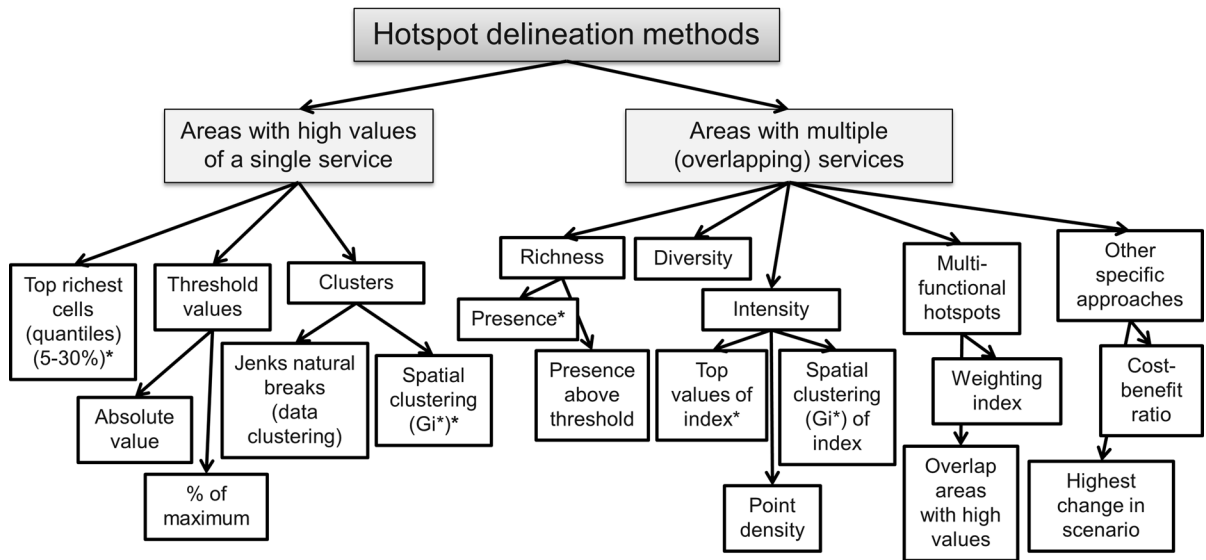 Hotspot delineation methods
Areas with high values
of a single service
Areas with multiple
(overlapping) services
Top richest
cells
(quantiles)
(5-30%)*
Threshold
values
Clusters
Richness
Diversity
Multi-
functional
hotspots
Other
specific
approaches
Presence*
Intensity
Absolute
value
Jenks natural
breaks
(data
clustering)
Spatial
clustering
(Gi*)*
Presence
above
threshold
Top
values of
index*
Spatial
clustering
(Gi*) of
index
Weighting
index
Cost-
benefit
ratio
% of
maximum
Point
density
Overlap
areas
with high
values
Highest
change in
scenario